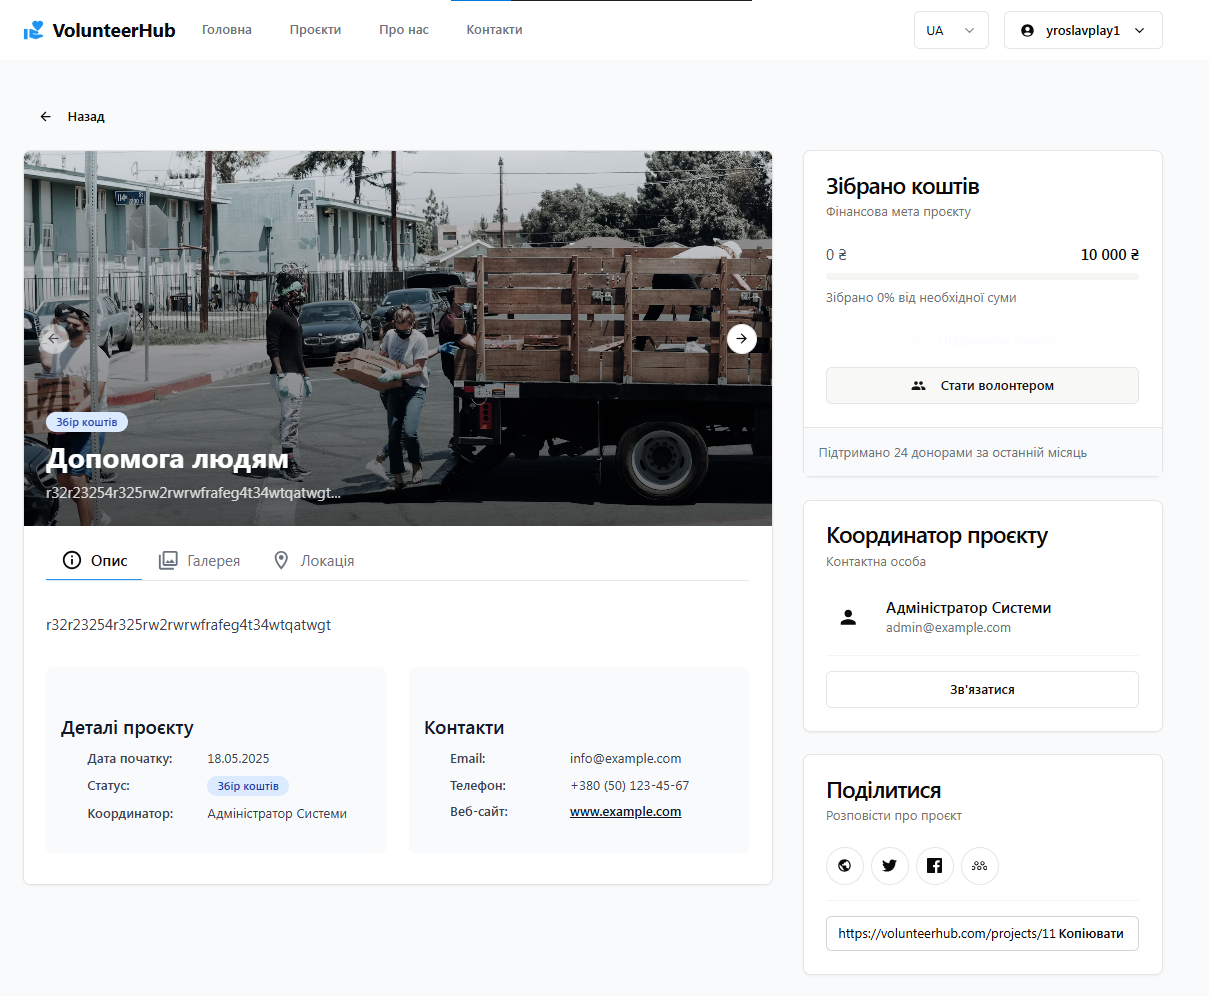 VolunteerHub
Головна
Проєкти
Про нас
Контакти
UA
yroslavplay1
Назад
Збір коштів
Допомога людям
r32r23254r325rw2rwrwfrafeg4t34wtqatwgt...
Опис
Галерея
Локація
r32r23254r325rw2rwrwfrafeg4t34wtqatwgt
Деталі проєкту
Дата початку: 18.05.2025
Статус: Збір коштів
Координатор: Адміністратор Системи
Контакти
Email: info@example.com
Телефон: +380 (50) 123-45-67
Веб-сайт: www.example.com
Зібрано коштів
Фінансова мета проєкту
0 ₴ 10 000 ₴
Зібрано 0% від необхідної суми
Стати волонтером
Підтримано 24 донорами за останній місяць
Координатор проєкту
Контактна особа
Адміністратор Системи
admin@example.com
Зв'язатися
Поділитися
Розповісти про проєкт
https://volunteerhub.com/projects/11 Копіювати